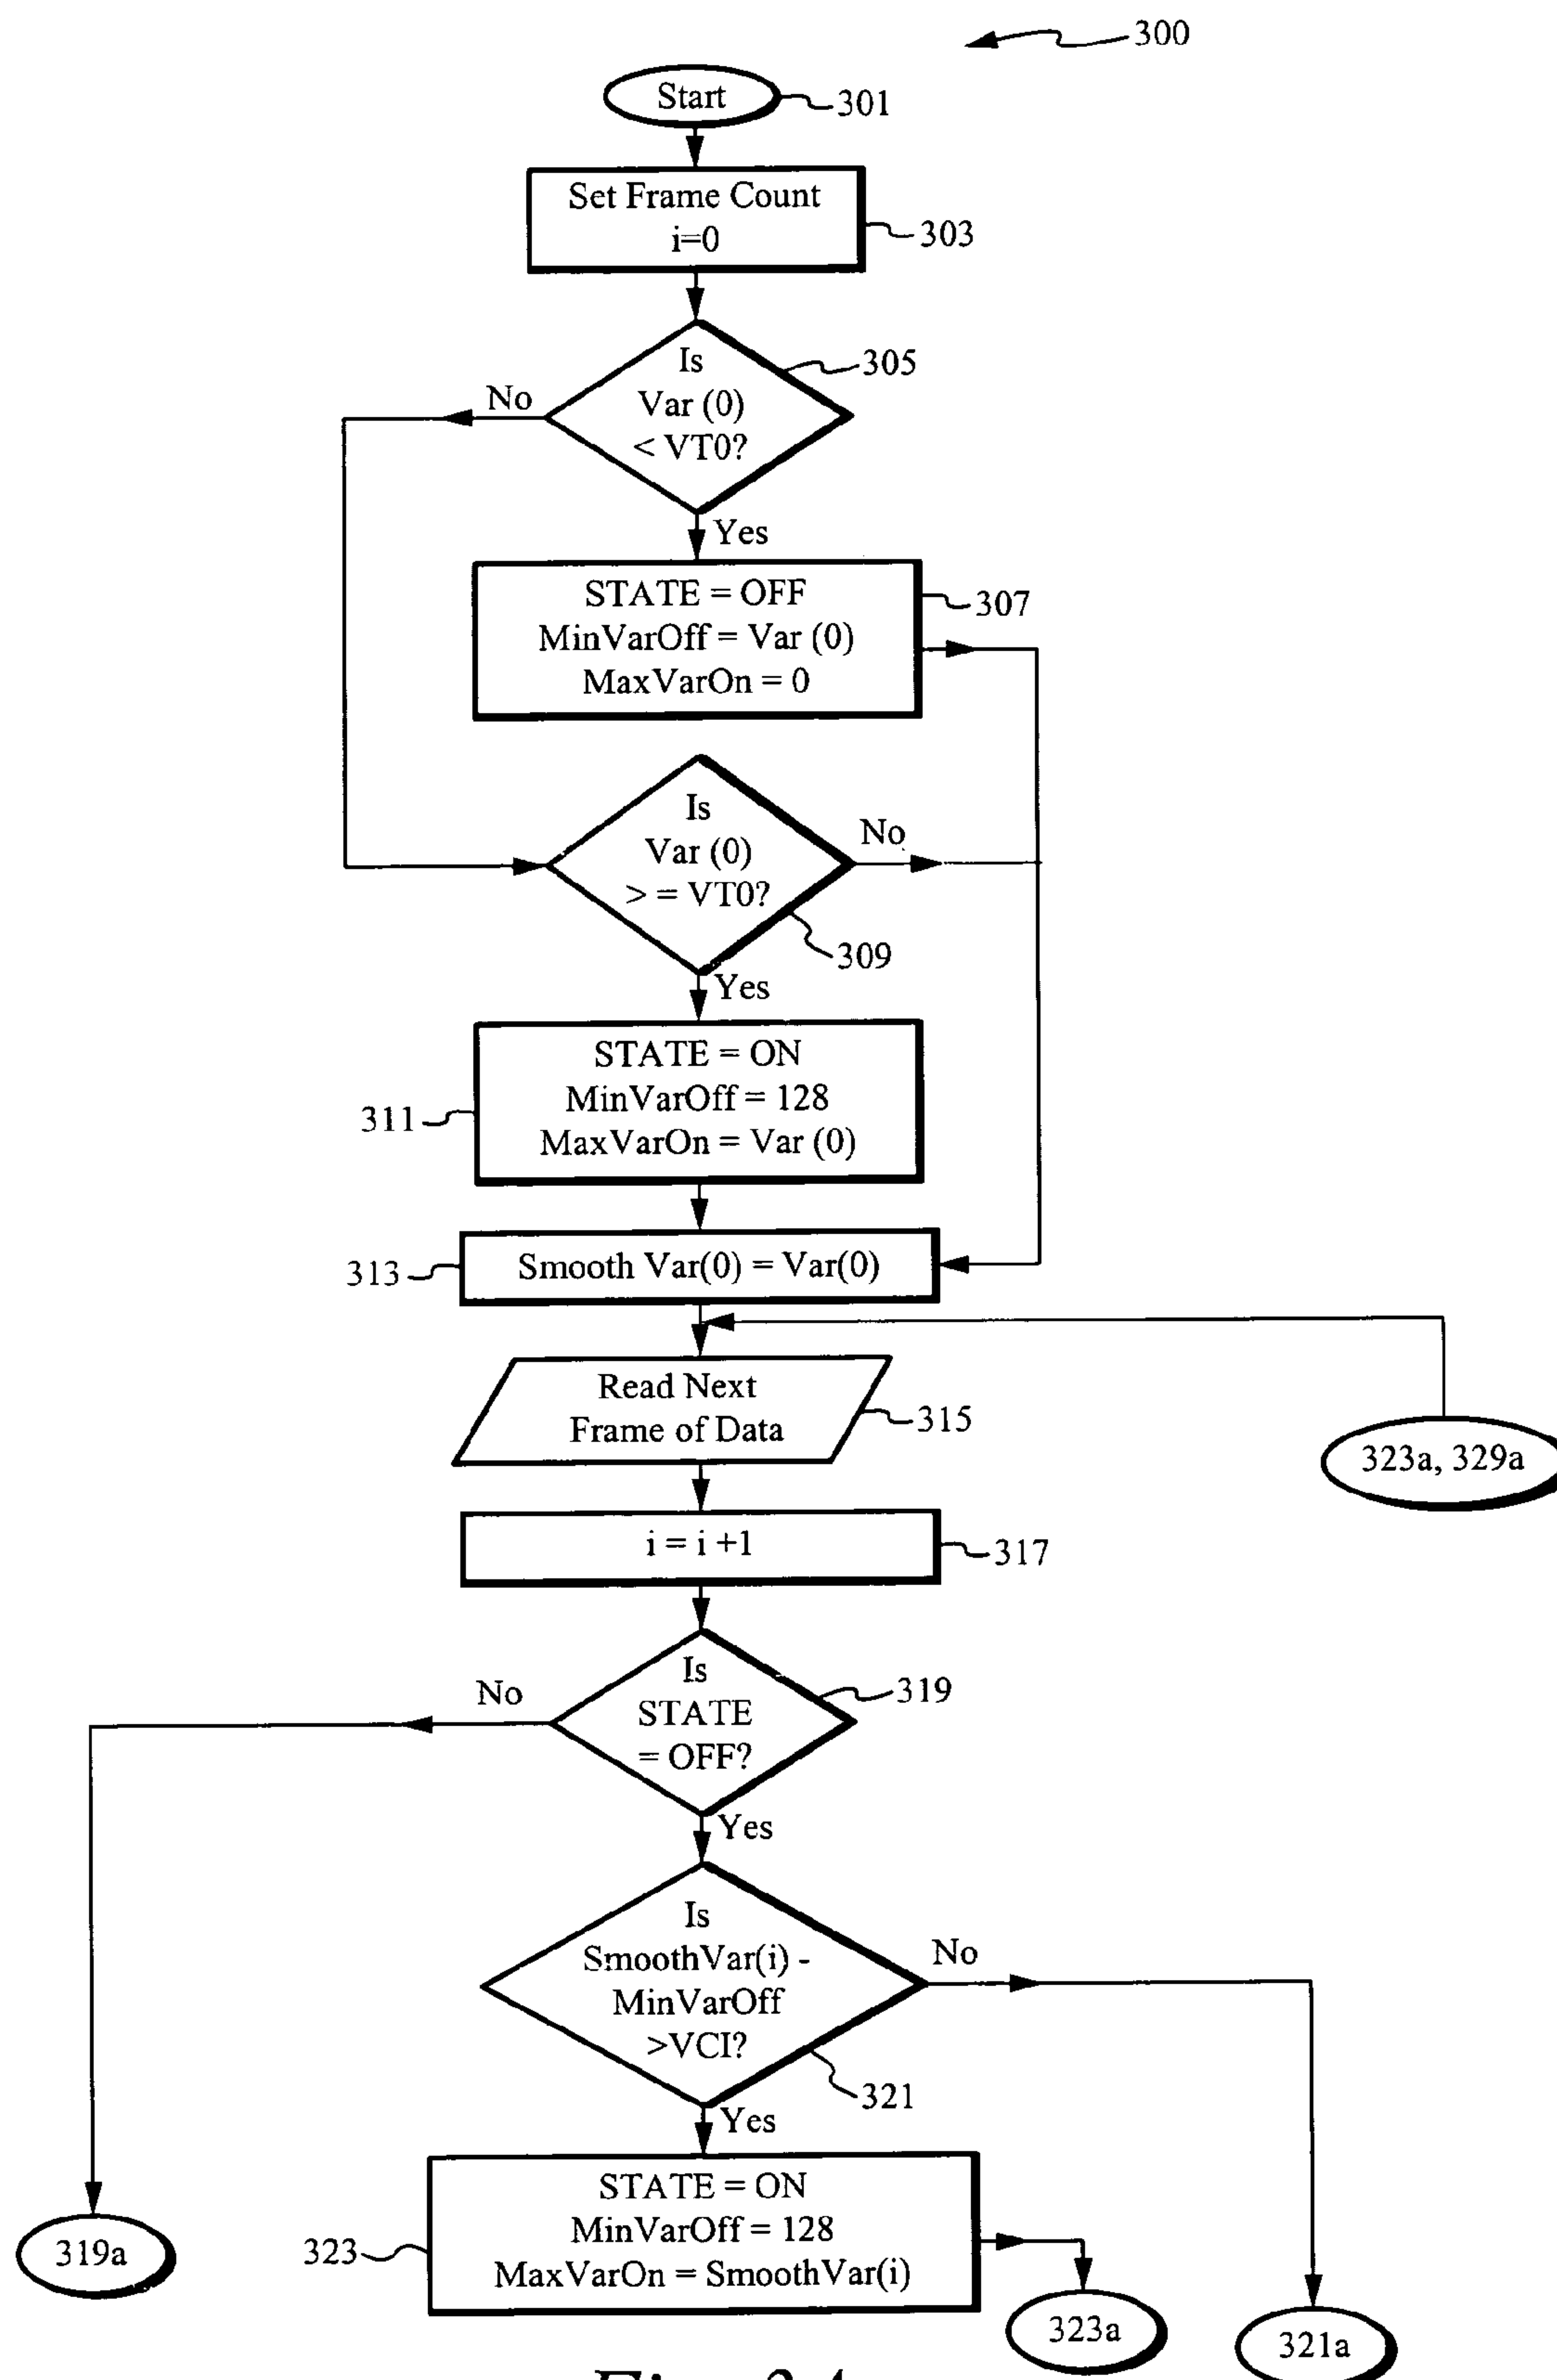 300
Start
301
Set Frame Count
i=0
303
Is
Var (0)
< VT0?
305
No
Yes
STATE = OFF
MinVarOff = Var (0)
MaxVarOn = 0
307
Is
Var (0)
> = VT0?
No
309
Yes
STATE = ON
MinVarOff = 128
MaxVarOn = Var (0)
311
Smooth Var(0) = Var(0)
313
Read Next
Frame of Data
315
323a, 329a
i = i +1
317
Is
STATE
= OFF?
319
No
Yes
Is
SmoothVar(i) -
MinVarOff
>VCI?
No
321
Yes
STATE = ON
MinVarOff = 128
MaxVarOn = SmoothVar(i)
323
319a
323a
321a